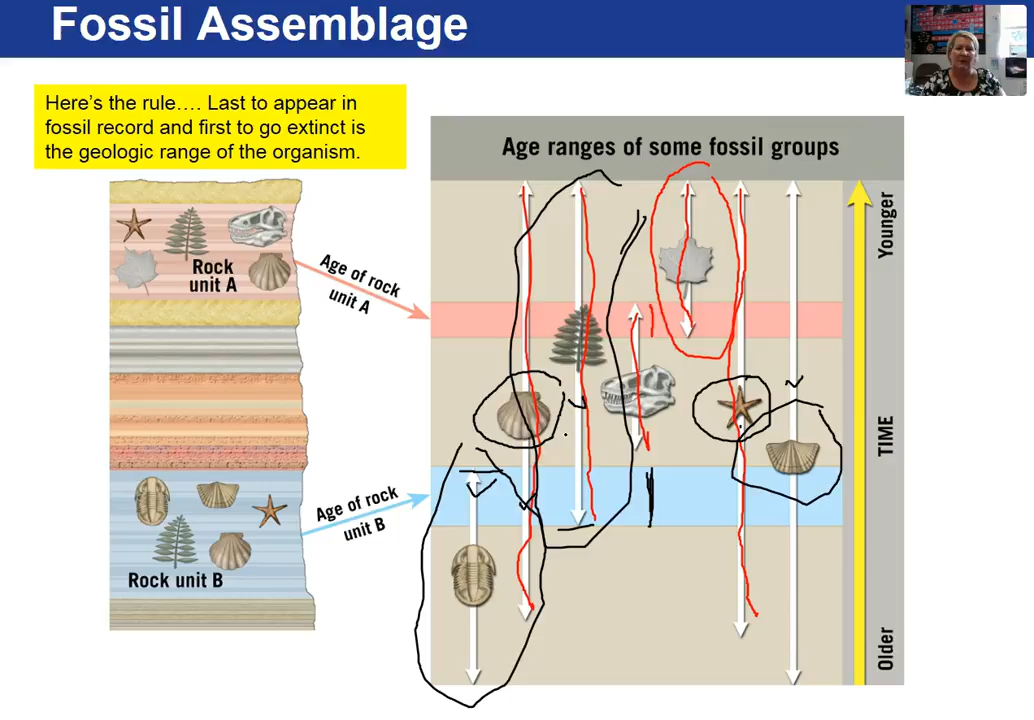 Fossil Assemblage
Here's the rule.... Last to appear in
fossil record and first to go extinct is
the geologic range of the organism.
Age ranges of some fossil groups
Rock
unit A
Age of rock
unit A
Younger
TIME
Age of rock
unit B
Rock unit B
Older